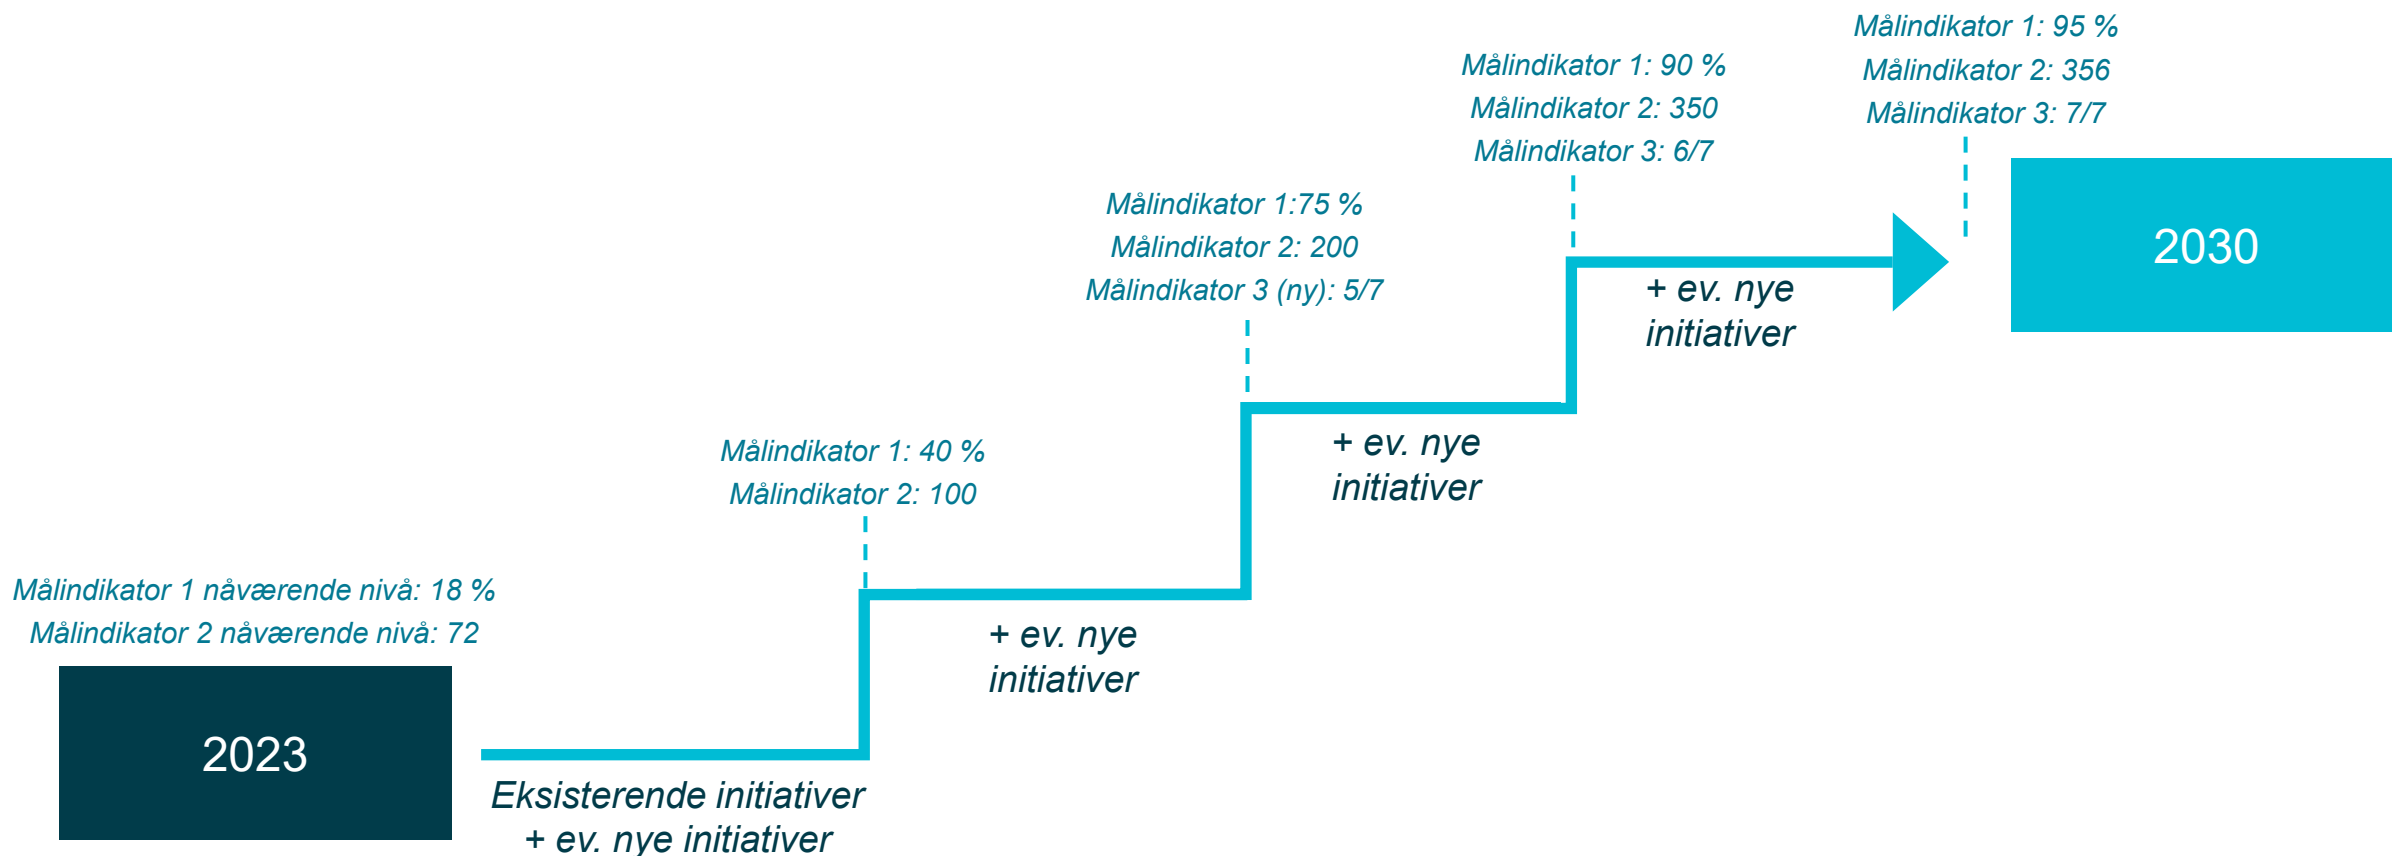 Målindikator 1 nåværende nivå: 18 %
Målindikator 2 nåværende nivå: 72
2023
Eksisterende initiativer
+ ev. nye initiativer
Målindikator 1: 40 %
Målindikator 2: 100
+ ev. nye
initiativer
Målindikator 1:75 %
Målindikator 2: 200
Målindikator 3 (ny): 5/7
+ ev. nye
initiativer
Målindikator 1: 90 %
Målindikator 2: 350
Målindikator 3: 6/7
+ ev. nye
initiativer
Målindikator 1: 95 %
Målindikator 2: 356
Målindikator 3: 7/7
2030